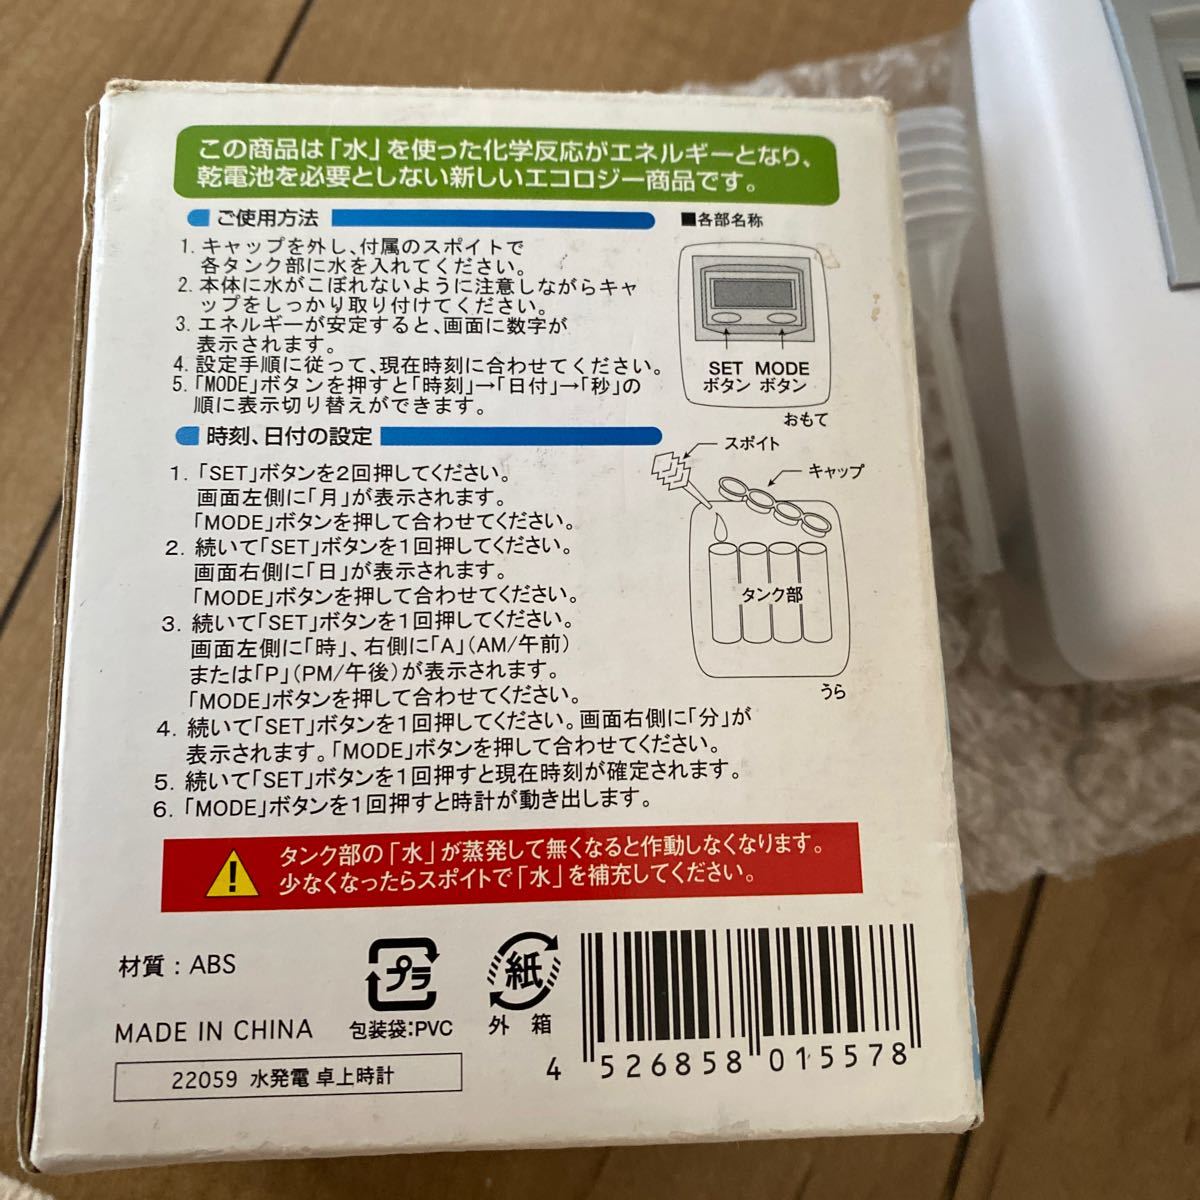 この商品は「水」を使った化学反応がエネルギーとなり、
乾電池を必要としない新しいエコロジー商品です。
ご使用方法
1. キャップを外し、付属のスポイトで
各タンク部に水を入れてください。
2. 本体に水がこぼれないように注意しながらキャ
ップをしっかり取り付けてください。
3. エネルギーが安定すると、画面に数字が
表示されます。
4. 設定手順に従って、現在時刻に合わせてください。
5. 「MODE」ボタンを押すと「時刻」→「日付」→「秒」の
順に表示切り替えができます。
■各部名称
SET MODE
ボタン ボタン
おもて
時刻、日付の設定
1. 「SET」ボタンを2回押してください。
画面左側に「月」が表示されます。
「MODE」ボタンを押して合わせてください。
2. 続いて「SET」ボタンを1回押してください。
画面右側に「日」が表示されます。
「MODE」ボタンを押して合わせてください。
3. 続いて「SET」ボタンを1回押してください。
画面左側に「時」、右側に「A」(AM/午前)
または「P」(PM/午後)が表示されます。
「MODE」ボタンを押して合わせてください。
4. 続いて「SET」ボタンを1回押してください。画面右側に「分」が
表示されます。「MODE」ボタンを押して合わせてください。
5. 続いて「SET」ボタンを1回押すと現在時刻が確定されます。
6. 「MODE」ボタンを1回押すと時計が動き出します。
スポイト
キャップ
タンク部
うら
タンク部の「水」が蒸発して無くなると作動しなくなります。
少なくなったらスポイトで「水」を補充してください。
材質：ABS
プラ
包装袋:PVC
紙
外 箱
MADE IN CHINA
22059 水発電 卓上時計
4 526858 015578